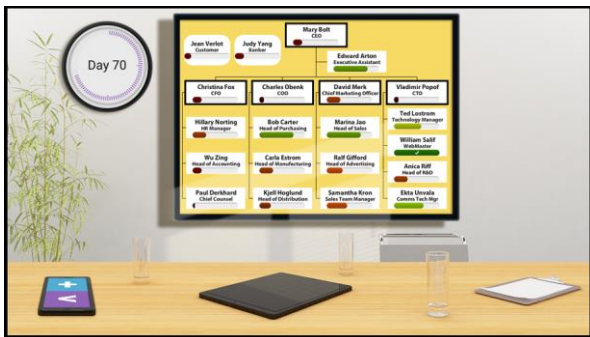 Day 70
Jean Verlet
Customer
Judy Yang
Banker
Mary Bolt
CEO
Edward Arton
Executive Assistant
Christina Fox
CFO
Charles Obenk
COO
David Merk
Chief Marketing Officer
Vladimir Popof
CTO
Hillary Norting
HR Manager
Bob Carter
Head of Purchasing
Marina Jao
Head of Sales
Ted Lostrom
Technology Manager
William Salif
WebMaster
Wu Zing
Head of Accounting
Carla Estrom
Head of Manufacturing
Ralf Gifford
Head of Advertising
Anica Riff
Head of R&D
Paul Derkhard
Chief Counsel
Kjell Hoglund
Head of Distribution
Samantha Kron
Sales Team Manager
Ekta Unvala
Comms Tech Mgr